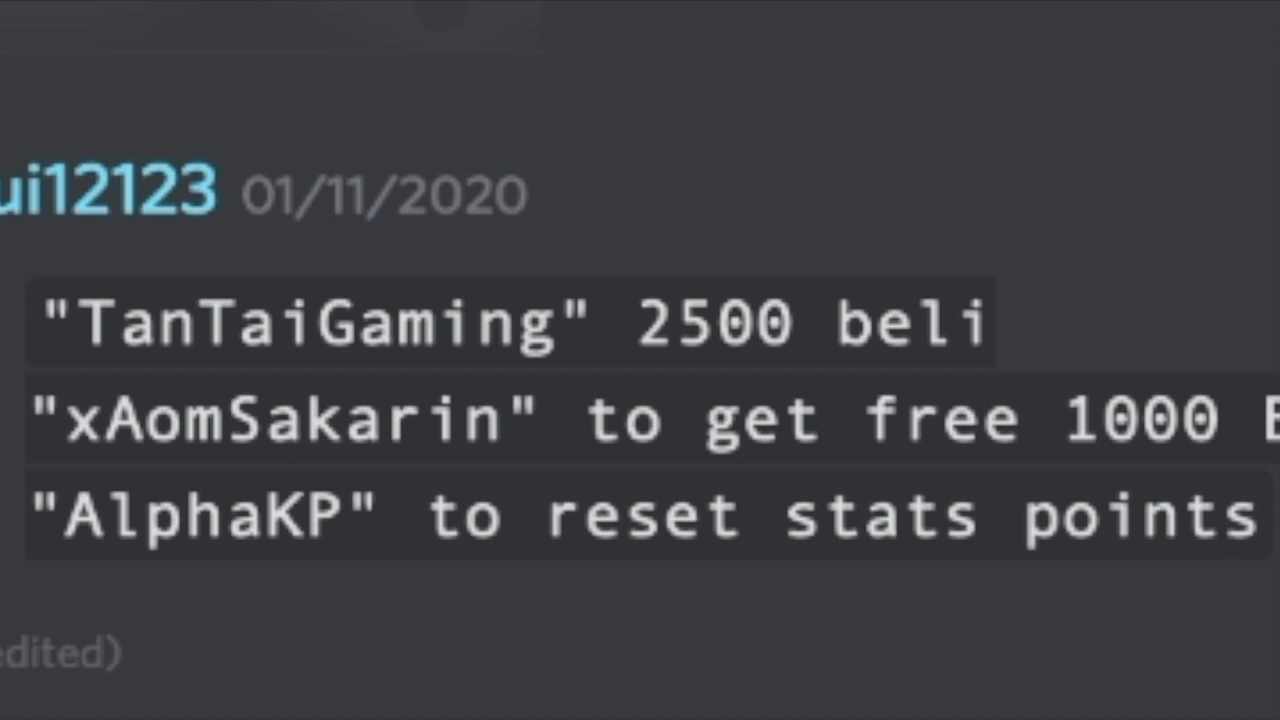 ui12123 01/11/2020
"TanTaiGaming" 2500 beli
"xAomSakarin" to get free 1000
"AlphaKP" to reset stats points
edited)